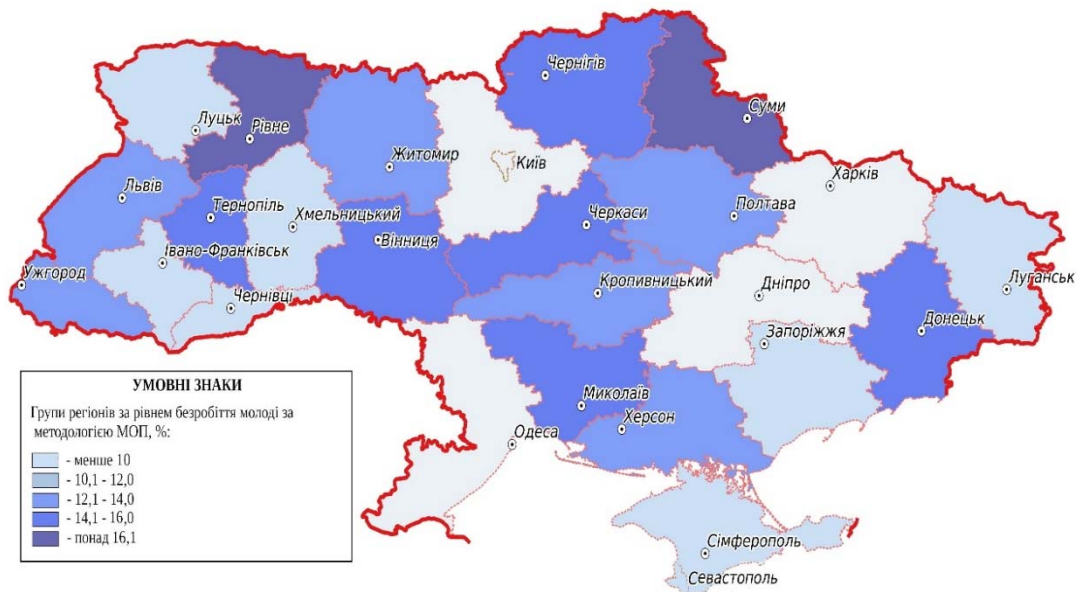 Чернігів
Суми
Луцьк
Рівне
Київ
Житомир
Харків
Львів
Тернопіль
Хмельницький
Черкаси
Полтава
Вінниця
Івано-Франківськ
Ужгород
Чернівці
Кропивницький
Дніпро
Луганськ
Запоріжжя
Донецьк
Миколаїв
Херсон
Одеса
Сімферополь
Севастополь
УМОВНІ ЗНАКИ
Групи регіонів за рівнем безробіття молоді за
методологією МОП, %:
- менше 10
- 10,1 - 12,0
- 12,1 - 14,0
- 14,1 - 16,0
- понад 16,1